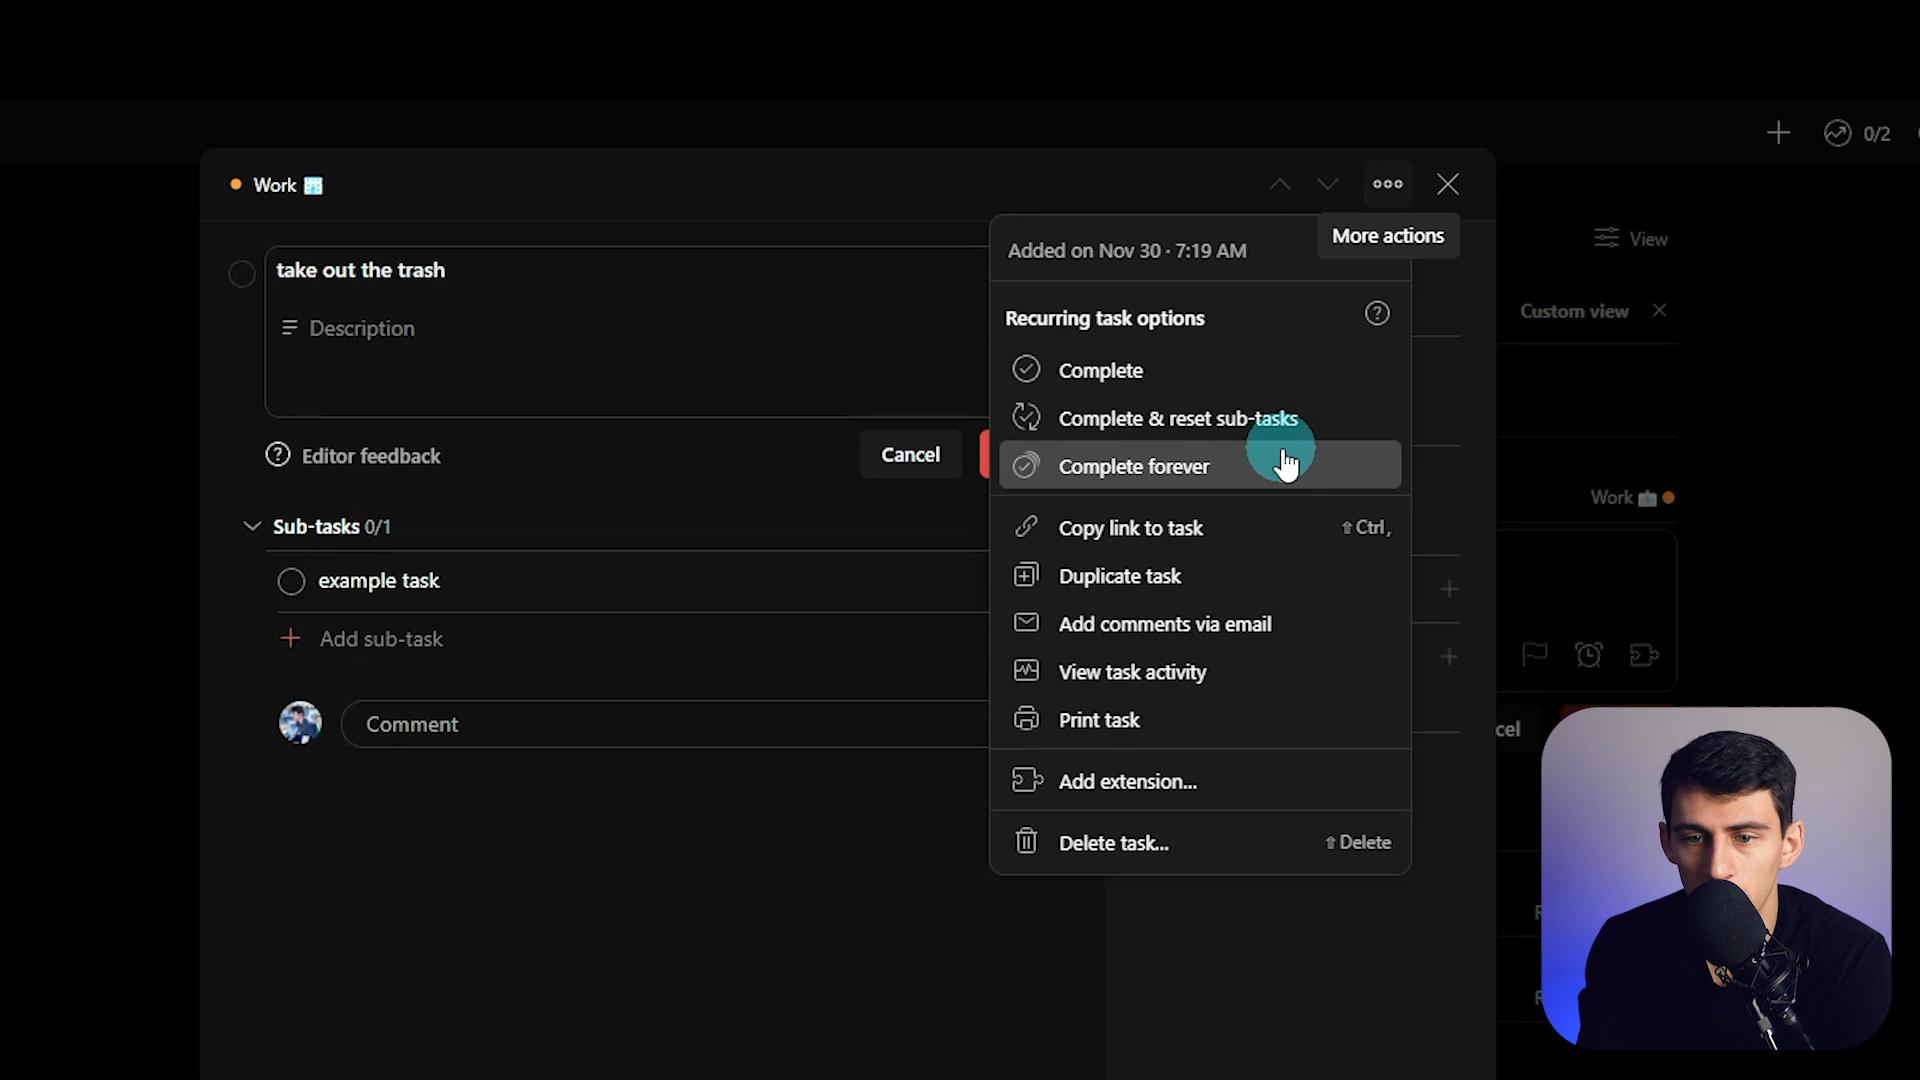 0/2
Work
More actions
View
Added on Nov 30 · 7:19 AM
take out the trash
Description
Recurring task options
Custom view
Complete
Complete & reset sub-tasks
Complete forever
Editor feedback
Cancel
Work
Sub-tasks 0/1
Copy link to task ⇧Ctrl,
example task
Duplicate task
Add sub-task
Add comments via email
View task activity
Comment
Print task
cel
Add extension...
Delete task... ⇧Delete